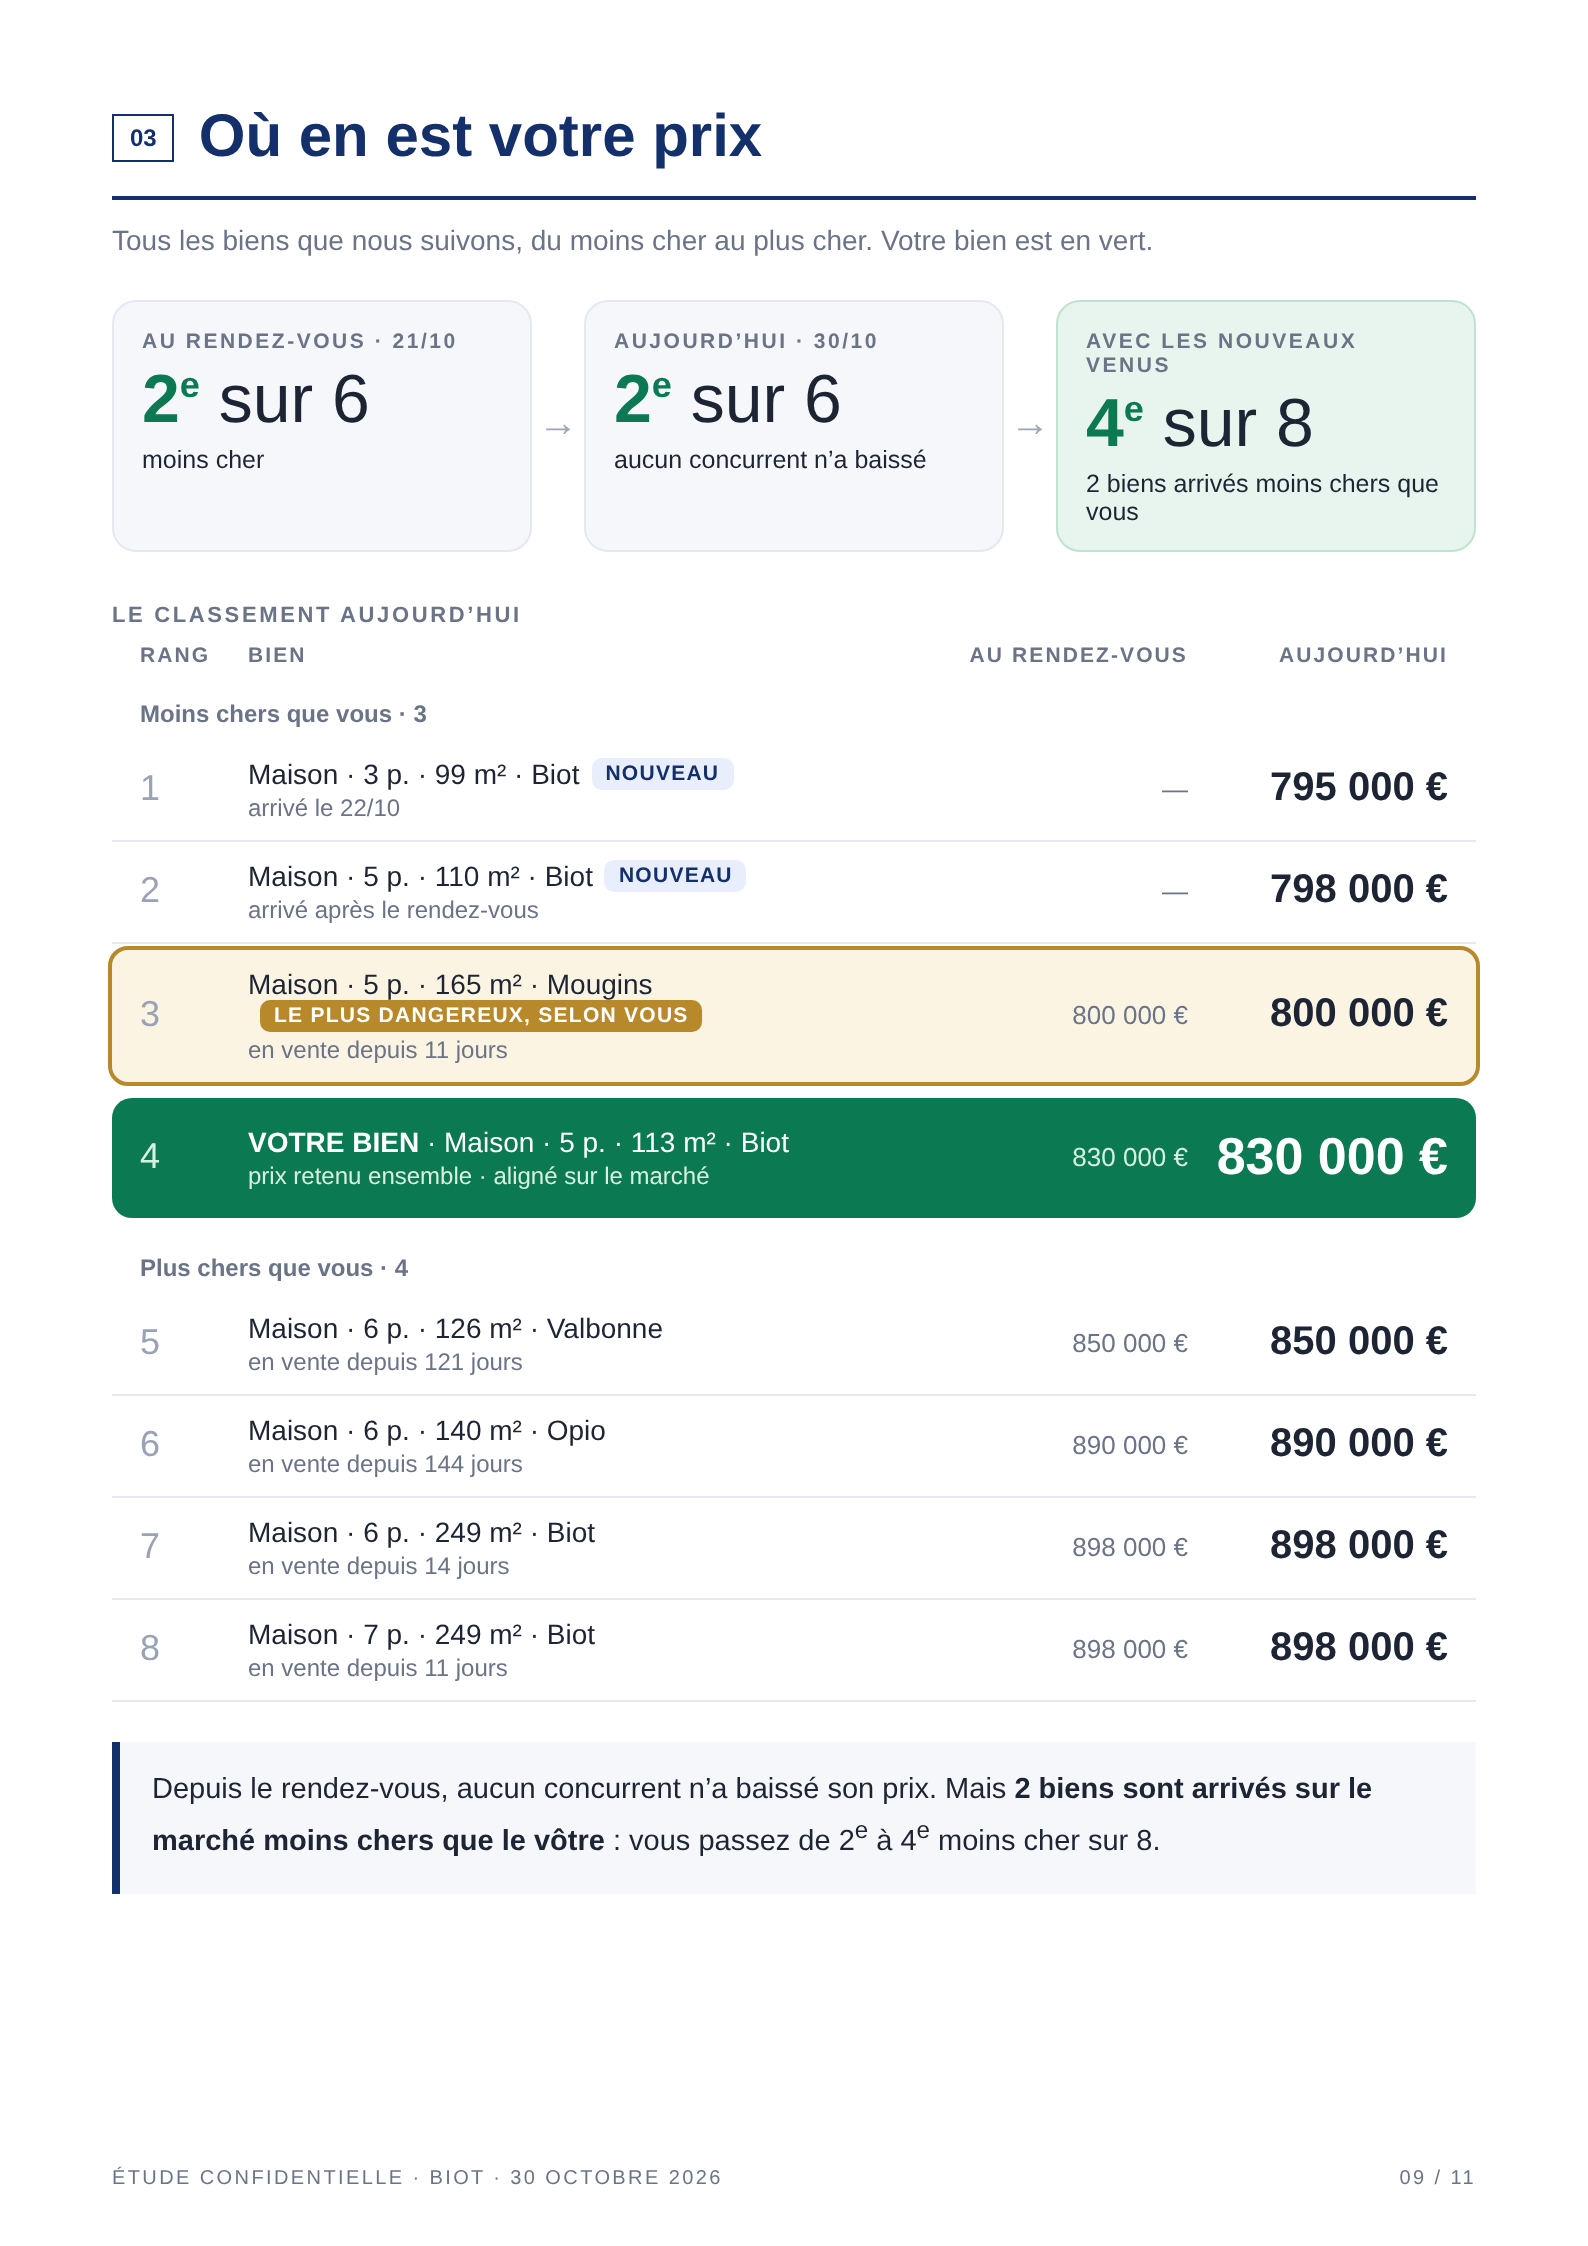 03 Où en est votre prix
Tous les biens que nous suivons, du moins cher au plus cher. Votre bien est en vert.
AU RENDEZ-VOUS · 21/10
2e sur 6
moins cher
→
AUJOURD’HUI · 30/10
2e sur 6
aucun concurrent n’a baissé
→
AVEC LES NOUVEAUX
VENUS
4e sur 8
2 biens arrivés moins chers que
vous
LE CLASSEMENT AUJOURD’HUI
RANG BIEN AU RENDEZ-VOUS AUJOURD’HUI
Moins chers que vous · 3
1 Maison · 3 p. · 99 m² · Biot NOUVEAU — 795 000 €
arrivé le 22/10
2 Maison · 5 p. · 110 m² · Biot NOUVEAU — 798 000 €
arrivé après le rendez-vous
3 Maison · 5 p. · 165 m² · Mougins
LE PLUS DANGEREUX, SELON VOUS 800 000 € 800 000 €
en vente depuis 11 jours
4 VOTRE BIEN · Maison · 5 p. · 113 m² · Biot 830 000 € 830 000 €
prix retenu ensemble · aligné sur le marché
Plus chers que vous · 4
5 Maison · 6 p. · 126 m² · Valbonne 850 000 € 850 000 €
en vente depuis 121 jours
6 Maison · 6 p. · 140 m² · Opio 890 000 € 890 000 €
en vente depuis 144 jours
7 Maison · 6 p. · 249 m² · Biot 898 000 € 898 000 €
en vente depuis 14 jours
8 Maison · 7 p. · 249 m² · Biot 898 000 € 898 000 €
en vente depuis 11 jours
Depuis le rendez-vous, aucun concurrent n’a baissé son prix. Mais 2 biens sont arrivés sur le
marché moins chers que le vôtre : vous passez de 2e à 4e moins cher sur 8.
ÉTUDE CONFIDENTIELLE · BIOT · 30 OCTOBRE 2026 09 / 11